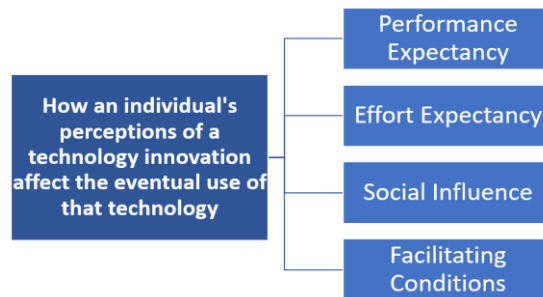 How an individual's
perceptions of a
technology innovation
affect the eventual use of
that technology
Performance
Expectancy
Effort Expectancy
Social Influence
Facilitating
Conditions